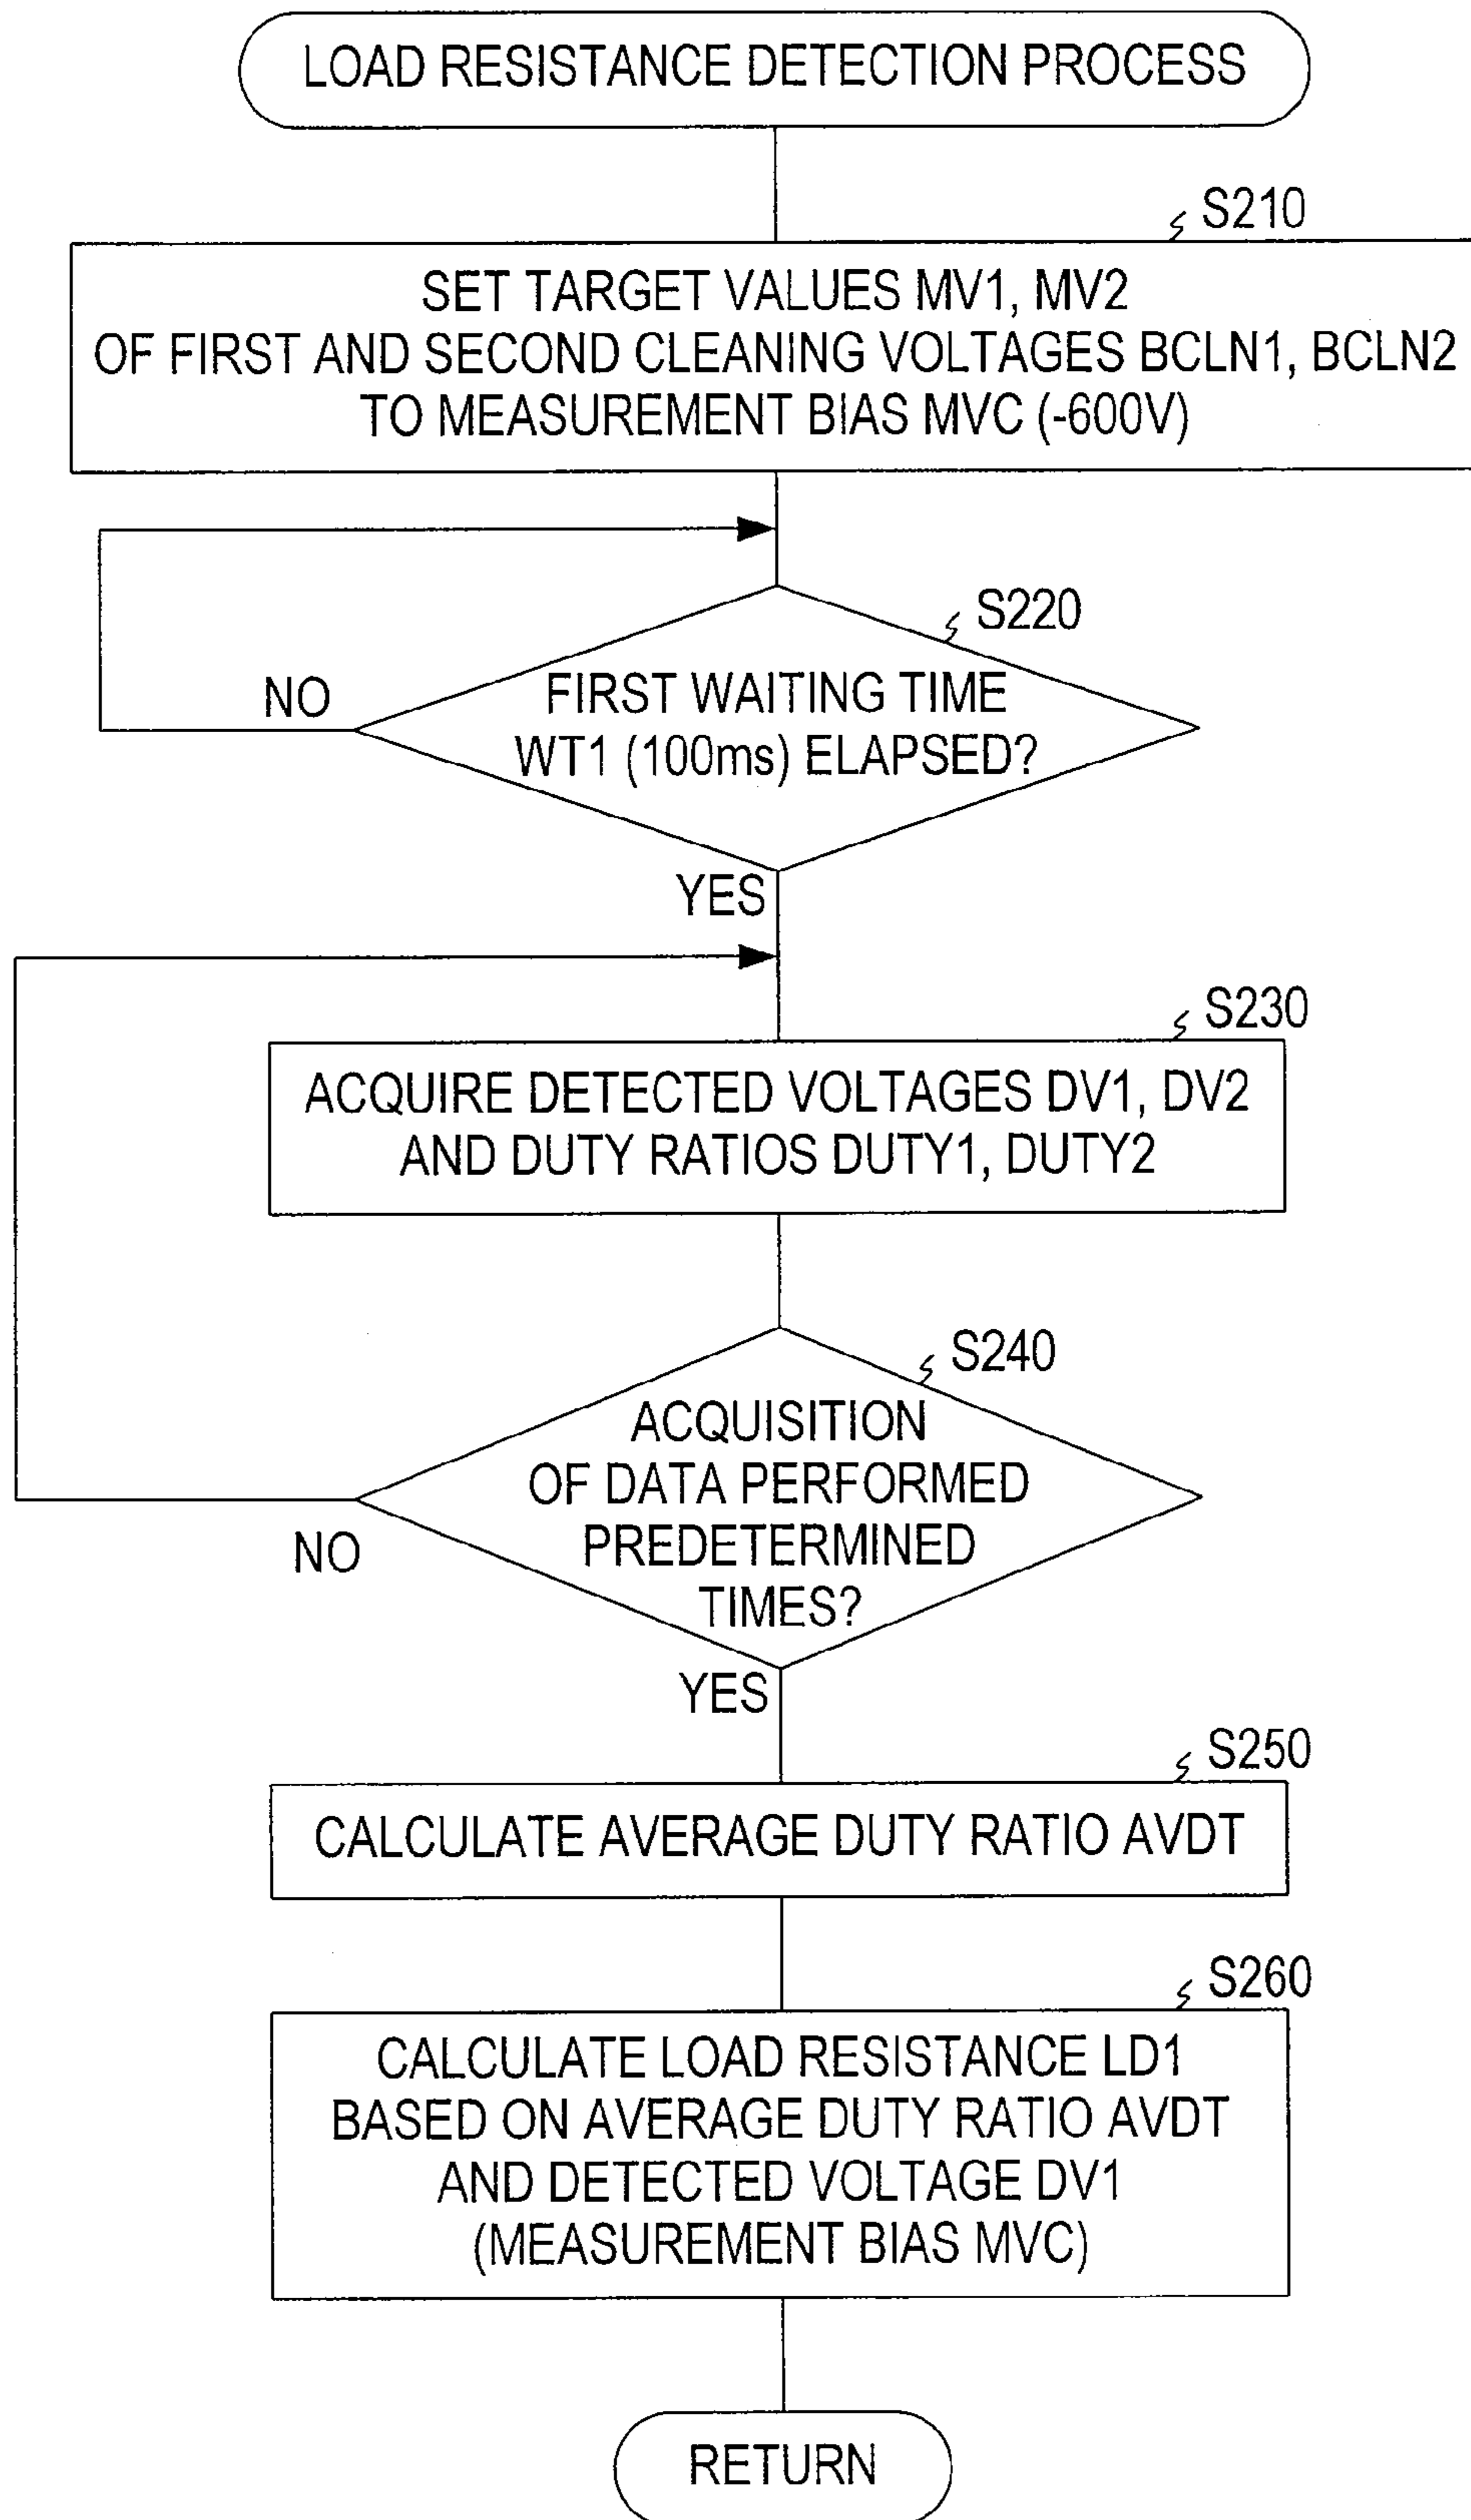 LOAD RESISTANCE DETECTION PROCESS
S210
SET TARGET VALUES MV1, MV2
OF FIRST AND SECOND CLEANING VOLTAGES BCLN1, BCLN2
TO MEASUREMENT BIAS MVC (-600V)
S220
NO
FIRST WAITING TIME
WT1 (100ms) ELAPSED?
YES
S230
ACQUIRE DETECTED VOLTAGES DV1, DV2
AND DUTY RATIOS DUTY1, DUTY2
S240
ACQUISITION
OF DATA PERFORMED
PREDETERMINED
TIMES?
NO
YES
S250
CALCULATE AVERAGE DUTY RATIO AVDT
S260
CALCULATE LOAD RESISTANCE LD1
BASED ON AVERAGE DUTY RATIO AVDT
AND DETECTED VOLTAGE DV1
(MEASUREMENT BIAS MVC)
RETURN